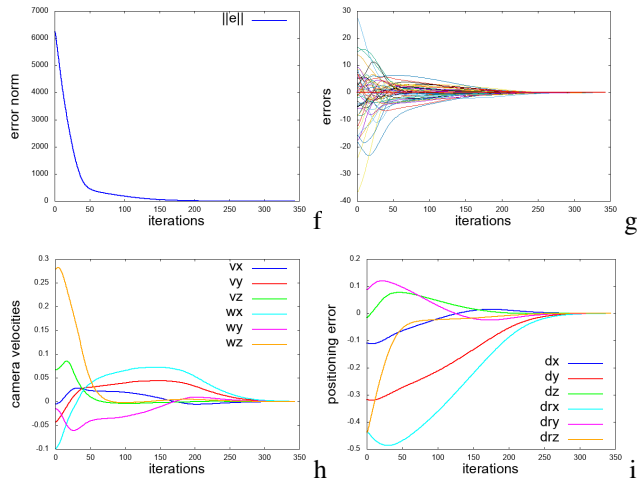 ||e||
7000
6000
5000
4000
3000
2000
1000
0
error norm
0 50 100 150 200 250 300 350
iterations
f
30
20
10
0
-10
-20
-30
-40
errors
0 50 100 150 200 250 300 350
iterations
g
0.3
0.25
0.2
0.15
0.1
0.05
0
-0.05
-0.1
camera velocities
vx
vy
vz
wx
wy
wz
0 50 100 150 200 250 300 350
iterations
h
0.2
0.1
0
-0.1
-0.2
-0.3
-0.4
-0.5
positioning error
dx
dy
dz
drx
dry
drz
0 50 100 150 200 250 300 350
iterations
i